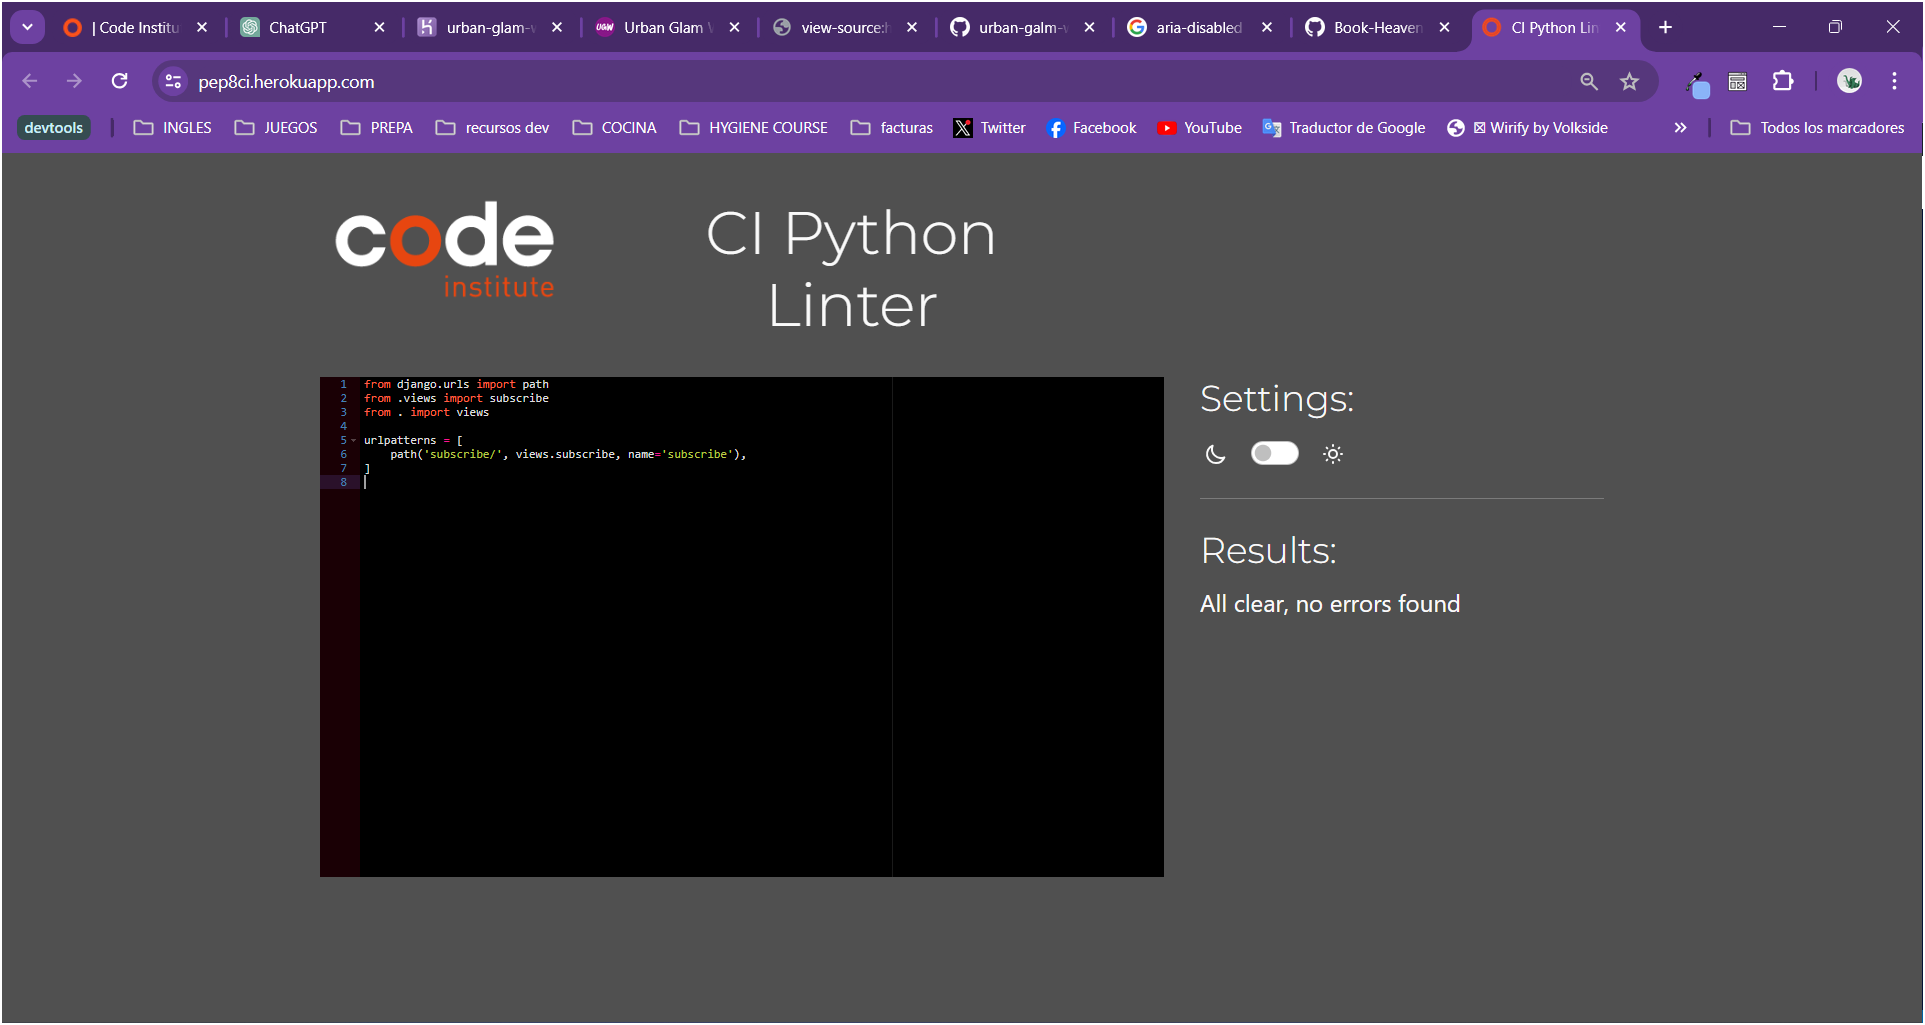 | Code Institu
ChatGPT
urban-glam-w
Urban Glam W
view-source:h
urban-galm-w
aria-disabled
Book-Heaven
CI Python Lin
pep8ci.herokuapp.com
devtools
INGLES
JUEGOS
PREPA
recursos dev
COCINA
HYGIENE COURSE
facturas
Twitter
Facebook
YouTube
Traductor de Google
Wirify by Volkside
Todos los marcadores
code
institute
CI Python
Linter
1 from django.urls import path
2 from .views import subscribe
3 from . import views
4
5 urlpatterns = [
6     path('subscribe/', views.subscribe, name='subscribe'),
7 ]
8
Settings:
Results:
All clear, no errors found